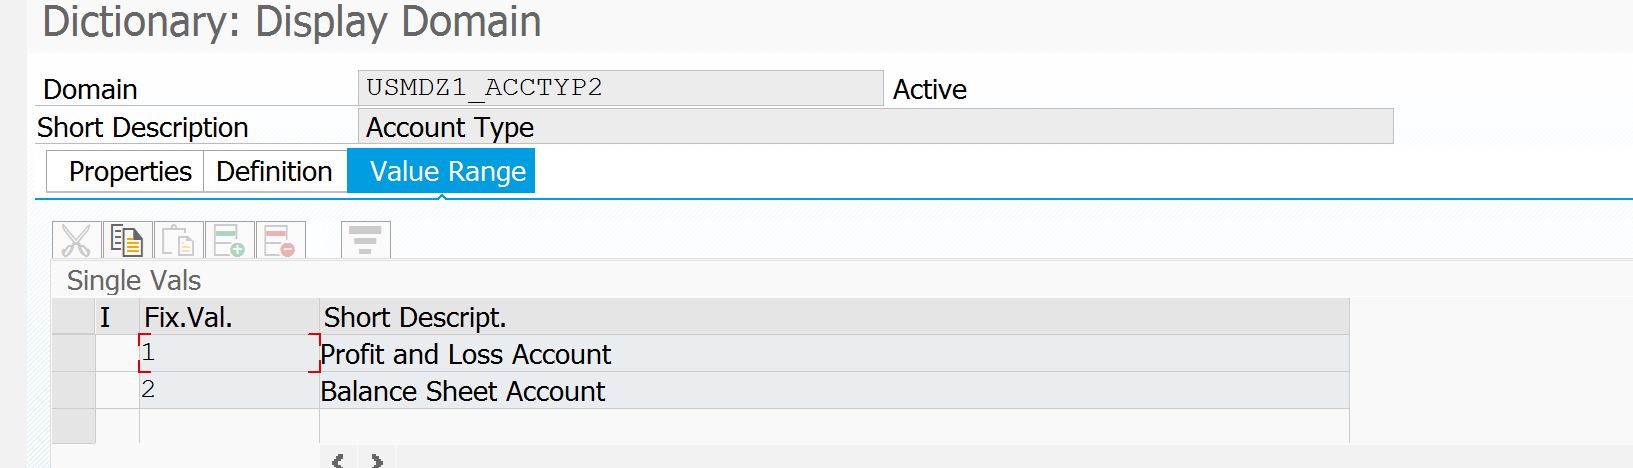 Dictionary: Display Domain
Domain USMDZ1_ACCTYP2 Active
Short Description Account Type
Properties Definition Value Range
Single Vals
I Fix.Val. Short Descript.
1 Profit and Loss Account
2 Balance Sheet Account